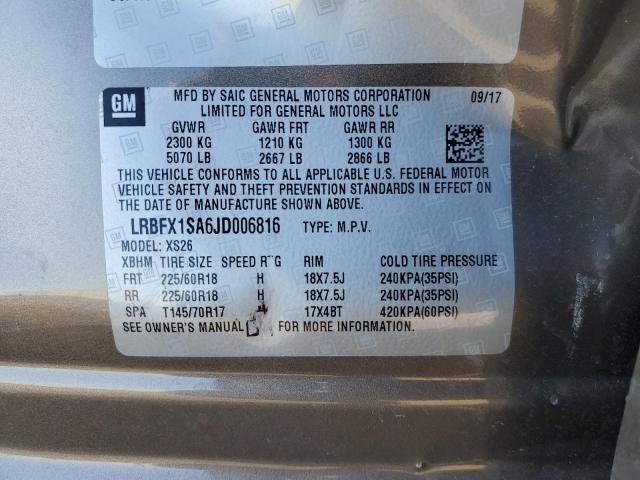 GM
MFD BY SAIC GENERAL MOTORS CORPORATION 09/17
LIMITED FOR GENERAL MOTORS LLC
GVWR GAWR FRT GAWR RR
2300 KG 1210 KG 1300 KG
5070 LB 2667 LB 2866 LB
THIS VEHICLE CONFORMS TO ALL APPLICABLE U.S. FEDERAL MOTOR
VEHICLE SAFETY AND THEFT PREVENTION STANDARDS IN EFFECT ON
THE DATE OF MANUFACTURE SHOWN ABOVE.
LRBFX1SA6JD006816 TYPE: M.P.V.
MODEL: XS26
XBHM TIRE SIZE SPEED R G RIM COLD TIRE PRESSURE
FRT 225/60R18 H 18X7.5J 240KPA(35PSI)
RR 225/60R18 H 18X7.5J 240KPA(35PSI)
SPA T145/70R17 17X4BT 420KPA(60PSI)
SEE OWNER'S MANUAL FOR MORE INFORMATION.